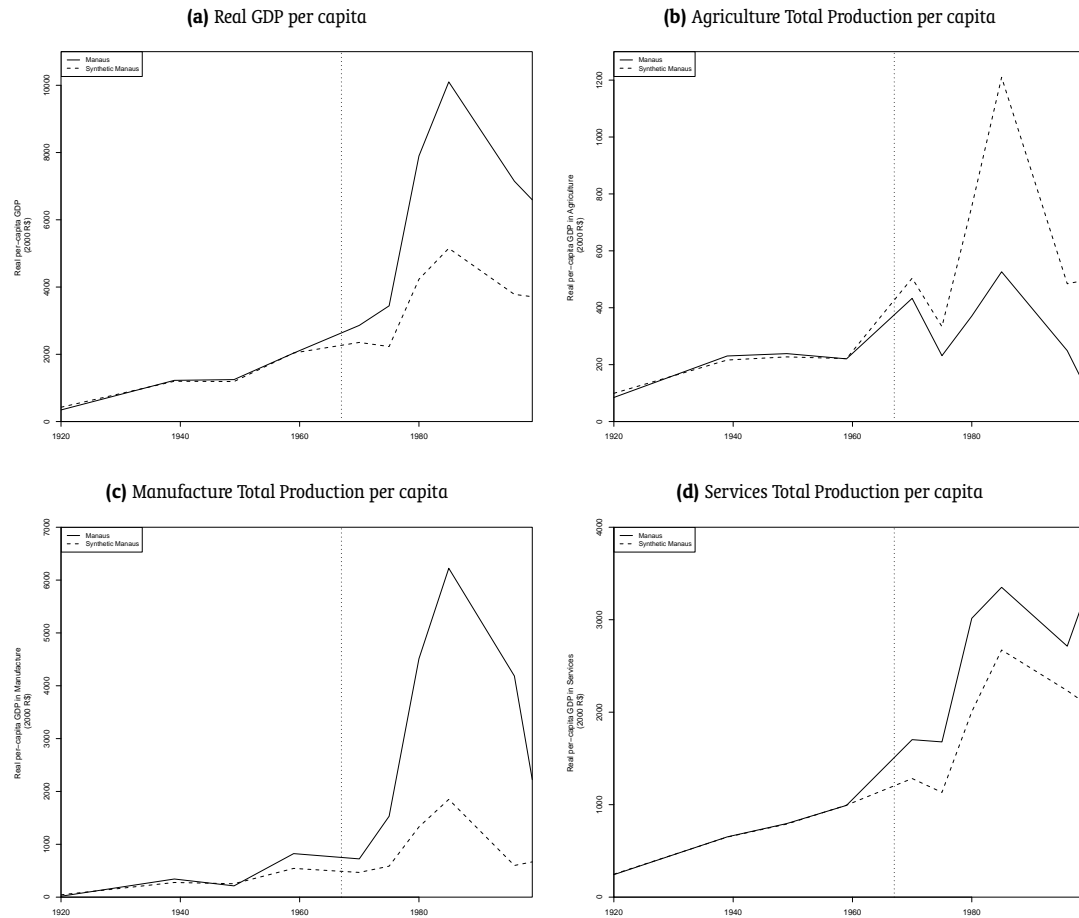 (a) Real GDP per capita
Manaus
Synthetic Manaus
Real per−capita GDP
(2000 R$)
0
2000
4000
6000
8000
10000
1920
1940
1960
1980
(b) Agriculture Total Production per capita
Manaus
Synthetic Manaus
Real per−capita GDP in Agriculture
(2000 R$)
0
200
400
600
800
1000
1200
1920
1940
1960
1980
(c) Manufacture Total Production per capita
Manaus
Synthetic Manaus
Real per−capita GDP in Manufacture
(2000 R$)
0
1000
2000
3000
4000
5000
6000
7000
1920
1940
1960
1980
(d) Services Total Production per capita
Manaus
Synthetic Manaus
Real per−capita GDP in Services
(2000 R$)
0
1000
2000
3000
4000
1920
1940
1960
1980